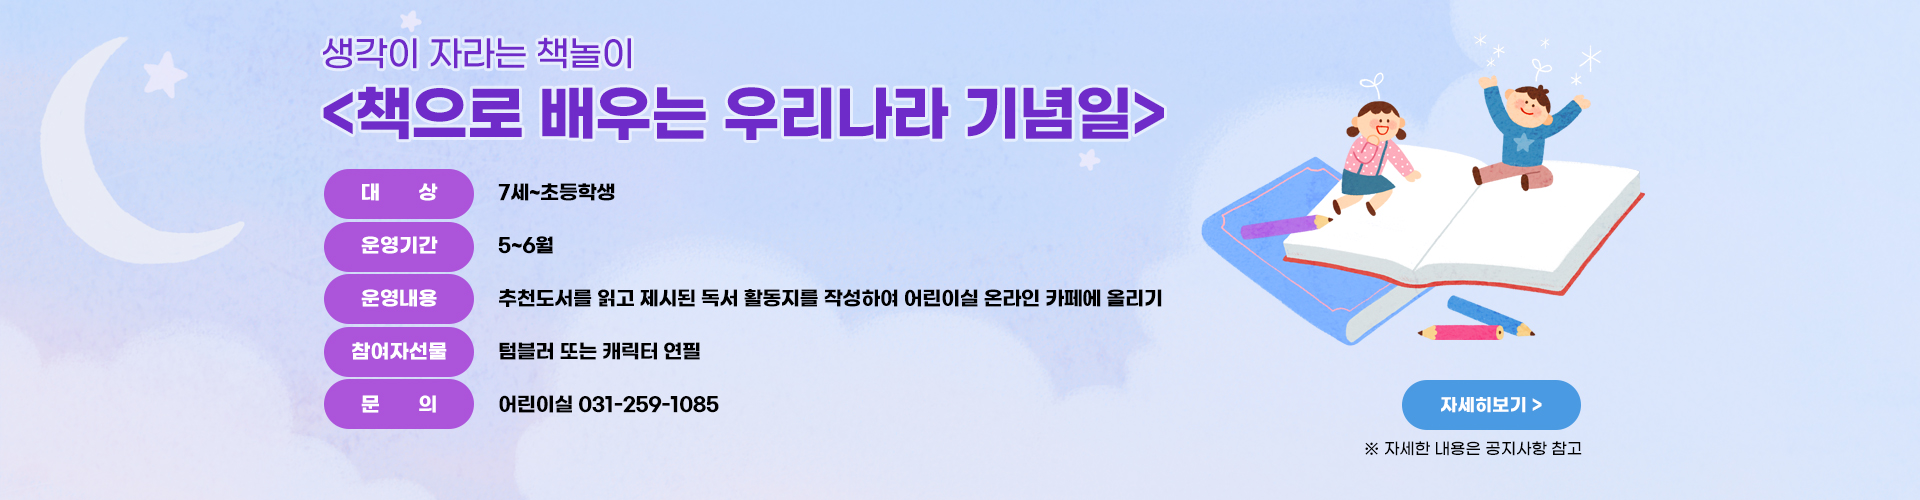 생각이 자라는 책놀이
<책으로 배우는 우리나라 기념일>
대 상 7세~초등학생
운영기간 5~6월
운영내용 추천도서를 읽고 제시된 독서 활동지를 작성하여 어린이실 온라인 카페에 올리기
참여자선물 텀블러 또는 캐릭터 연필
문 의 어린이실 031-259-1085
자세히보기 >
※ 자세한 내용은 공지사항 참고